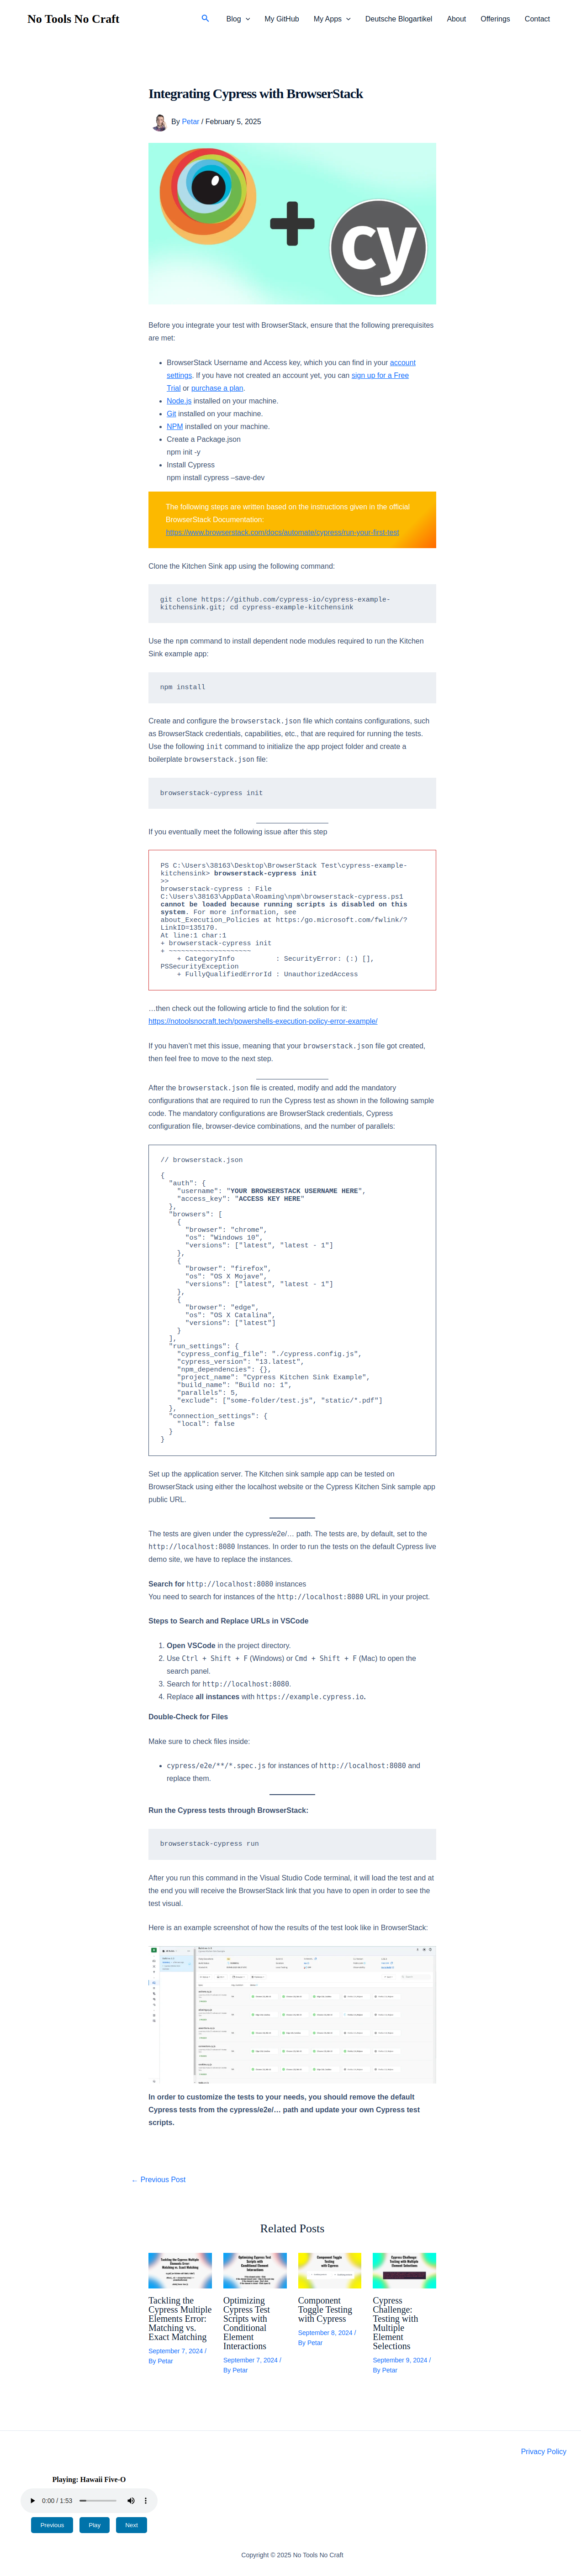 No Tools No Craft
Blog
My GitHub
My Apps
Deutsche Blogartikel
About
Offerings
Contact
Integrating Cypress with BrowserStack
By Petar / February 5, 2025
cy
Before you integrate your test with BrowserStack, ensure that the following prerequisites
are met:
• BrowserStack Username and Access key, which you can find in your account
settings. If you have not created an account yet, you can sign up for a Free
Trial or purchase a plan.
• Node.js installed on your machine.
• Git installed on your machine.
• NPM installed on your machine.
• Create a Package.json
npm init -y
• Install Cypress
npm install cypress –save-dev
The following steps are written based on the instructions given in the official
BrowserStack Documentation:
https://www.browserstack.com/docs/automate/cypress/run-your-first-test
Clone the Kitchen Sink app using the following command:
git clone https://github.com/cypress-io/cypress-example-
kitchensink.git; cd cypress-example-kitchensink
Use the npm command to install dependent node modules required to run the Kitchen
Sink example app:
npm install
Create and configure the browserstack.json file which contains configurations, such
as BrowserStack credentials, capabilities, etc., that are required for running the tests.
Use the following init command to initialize the app project folder and create a
boilerplate browserstack.json file:
browserstack-cypress init
If you eventually meet the following issue after this step
PS C:\Users\38163\Desktop\BrowserStack Test\cypress-example-
kitchensink> browserstack-cypress init
>>
browserstack-cypress : File
C:\Users\38163\AppData\Roaming\npm\browserstack-cypress.ps1
cannot be loaded because running scripts is disabled on this
system. For more information, see
about_Execution_Policies at https:/go.microsoft.com/fwlink/?
LinkID=135170.
At line:1 char:1
+ browserstack-cypress init
+ ~~~~~~~~~~~~~~~~~~~~
+ CategoryInfo : SecurityError: (:) [],
PSSecurityException
+ FullyQualifiedErrorId : UnauthorizedAccess
…then check out the following article to find the solution for it:
https://notoolsnocraft.tech/powershells-execution-policy-error-example/
If you haven't met this issue, meaning that your browserstack.json file got created,
then feel free to move to the next step.
After the browserstack.json file is created, modify and add the mandatory
configurations that are required to run the Cypress test as shown in the following sample
code. The mandatory configurations are BrowserStack credentials, Cypress
configuration file, browser-device combinations, and the number of parallels:
// browserstack.json
{
"auth": {
"username": "YOUR BROWSERSTACK USERNAME HERE",
"access_key": "ACCESS KEY HERE"
},
"browsers": [
{
"browser": "chrome",
"os": "Windows 10",
"versions": ["latest", "latest - 1"]
},
{
"browser": "firefox",
"os": "OS X Mojave",
"versions": ["latest", "latest - 1"]
},
{
"browser": "edge",
"os": "OS X Catalina",
"versions": ["latest"]
}
],
"run_settings": {
"cypress_config_file": "./cypress.config.js",
"cypress_version": "13.latest",
"npm_dependencies": {},
"project_name": "Cypress Kitchen Sink Example",
"build_name": "Build no: 1",
"parallels": 5,
"exclude": ["some-folder/test.js", "static/*.pdf"]
},
"connection_settings": {
"local": false
}
}
Set up the application server. The Kitchen sink sample app can be tested on
BrowserStack using either the localhost website or the Cypress Kitchen Sink sample app
public URL.
The tests are given under the cypress/e2e/… path. The tests are, by default, set to the
http://localhost:8080 Instances. In order to run the tests on the default Cypress live
demo site, we have to replace the instances.
Search for http://localhost:8080 instances
You need to search for instances of the http://localhost:8080 URL in your project.
Steps to Search and Replace URLs in VSCode
1. Open VSCode in the project directory.
2. Use Ctrl + Shift + F (Windows) or Cmd + Shift + F (Mac) to open the
search panel.
3. Search for http://localhost:8080.
4. Replace all instances with https://example.cypress.io.
Double-Check for Files
Make sure to check files inside:
• cypress/e2e/**/*.spec.js for instances of http://localhost:8080 and
replace them.
Run the Cypress tests through BrowserStack:
browserstack-cypress run
After you run this command in the Visual Studio Code terminal, it will load the test and at
the end you will receive the BrowserStack link that you have to open in order to see the
test visual.
Here is an example screenshot of how the results of the test look like in BrowserStack:
In order to customize the tests to your needs, you should remove the default
Cypress tests from the cypress/e2e/… path and update your own Cypress test
scripts.
← Previous Post
Related Posts
Tackling the
Cypress Multiple
Elements Error:
Matching vs.
Exact Matching
September 7, 2024 /
By Petar
Optimizing
Cypress Test
Scripts with
Conditional
Element
Interactions
September 7, 2024 /
By Petar
Component
Toggle Testing
with Cypress
September 8, 2024 /
By Petar
Cypress
Challenge:
Testing with
Multiple
Element
Selections
September 9, 2024 /
By Petar
Privacy Policy
Playing: Hawaii Five-O
0:00 / 1:53
Previous
Play
Next
Copyright © 2025 No Tools No Craft